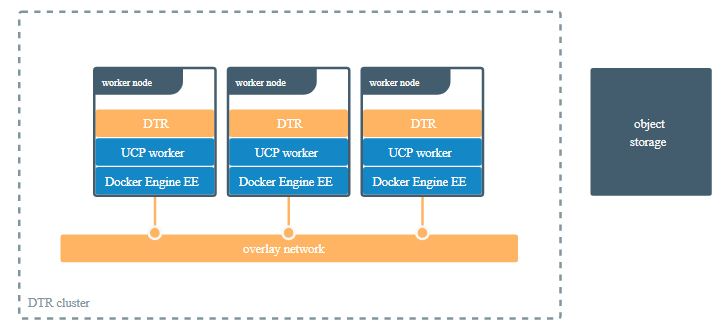 worker node
worker node
worker node
DTR
DTR
DTR
UCP worker
UCP worker
UCP worker
Docker Engine EE
Docker Engine EE
Docker Engine EE
overlay network
DTR cluster
object
storage